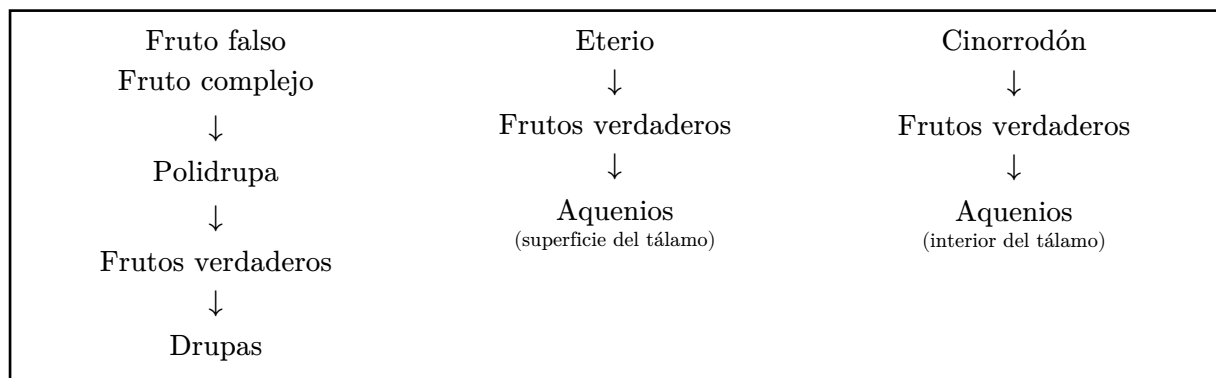 Fruto falso
Fruto complejo
↓
Polidrupa
↓
Frutos verdaderos
↓
Drupas
Eterio
↓
Frutos verdaderos
↓
Aquenios
(superficie del tálamo)
Cinorrodón
↓
Frutos verdaderos
↓
Aquenios
(interior del tálamo)